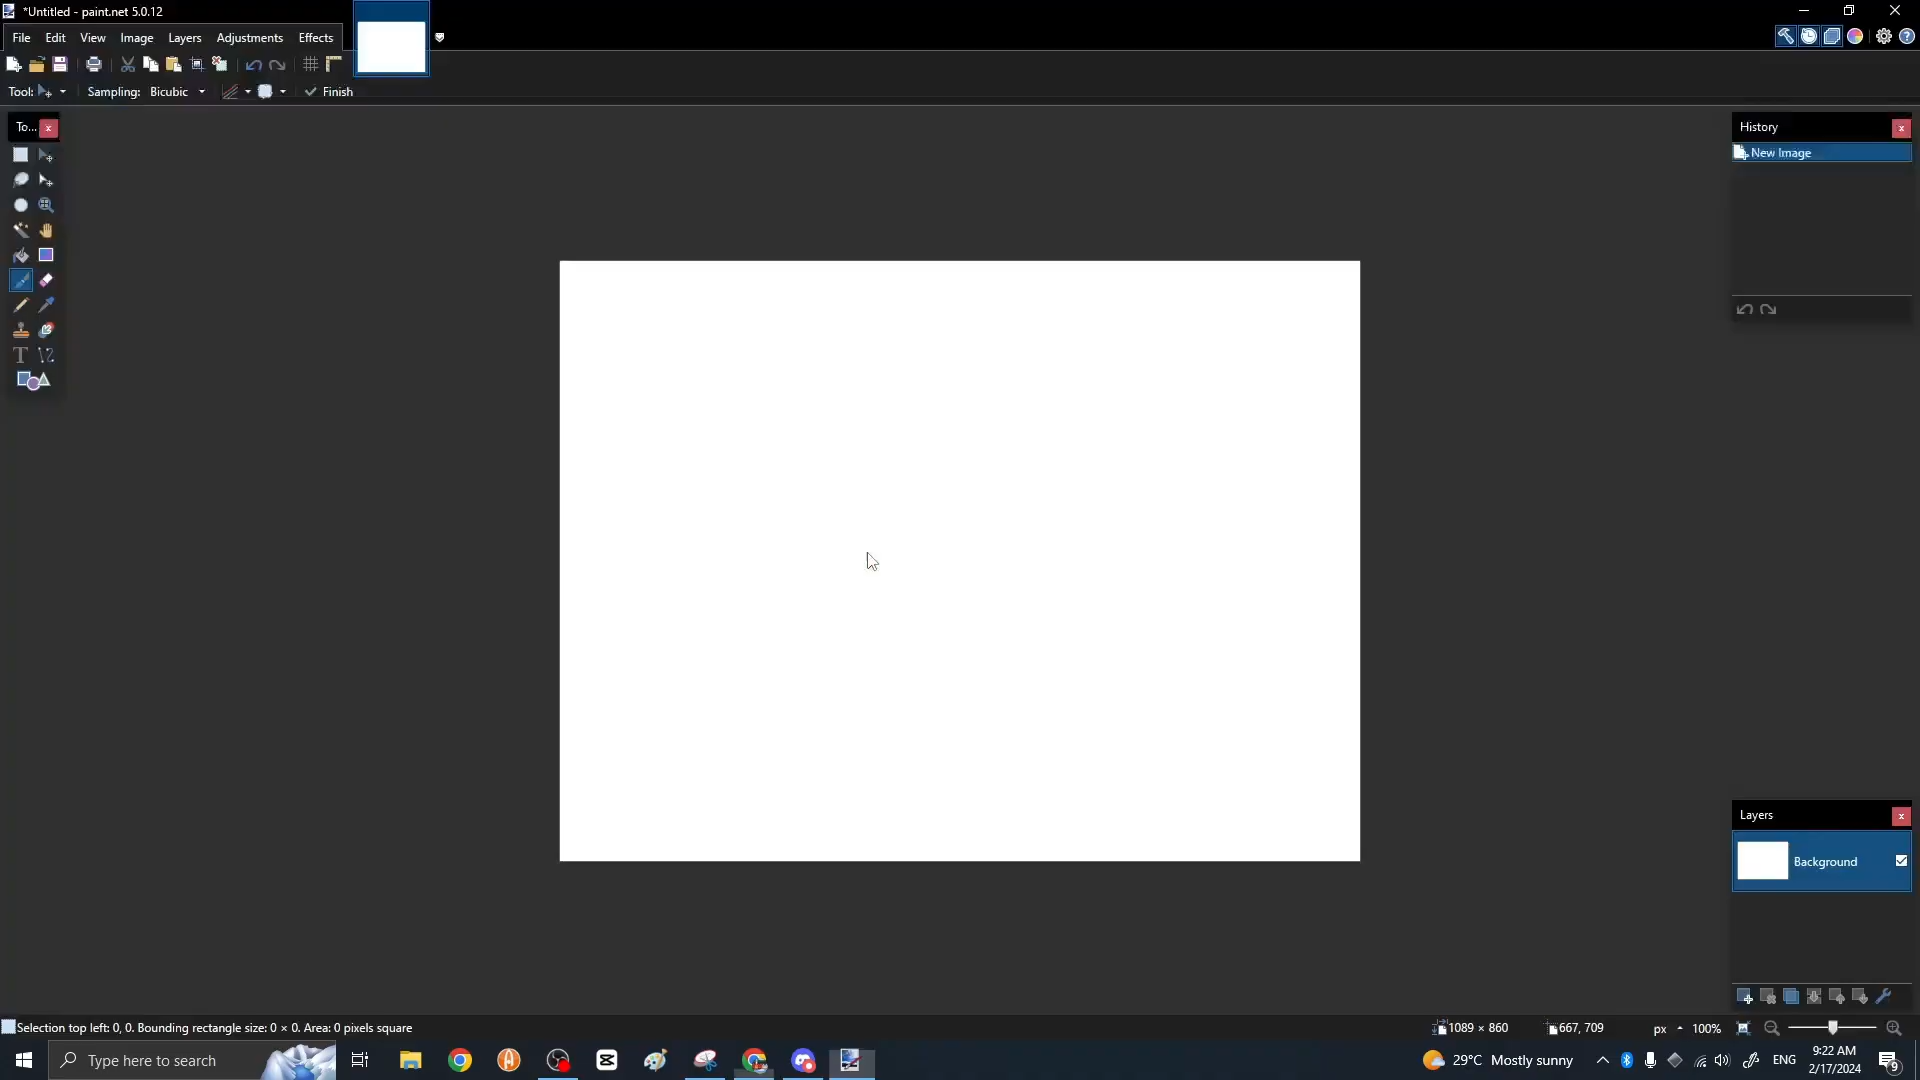 *Untitled - paint.net 5.0.12
File Edit View Image Layers Adjustments Effects
Tool: Sampling: Bicubic Finish
To...
History
New Image
Layers
Background
Selection top left: 0, 0. Bounding rectangle size: 0 × 0. Area: 0 pixels square
1089 × 860 667, 709 px 100%
Type here to search
29°C Mostly sunny
ENG
9:22 AM
2/17/2024
9